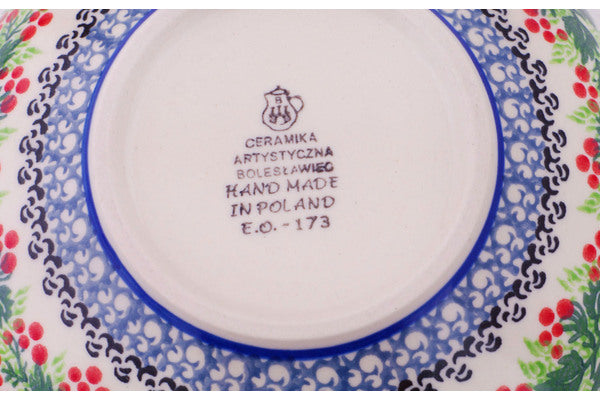 B
CERAMIKA
ARTYSTYCZNA
BOLESŁAWIEC
HAND MADE
IN POLAND
E.O. - 173